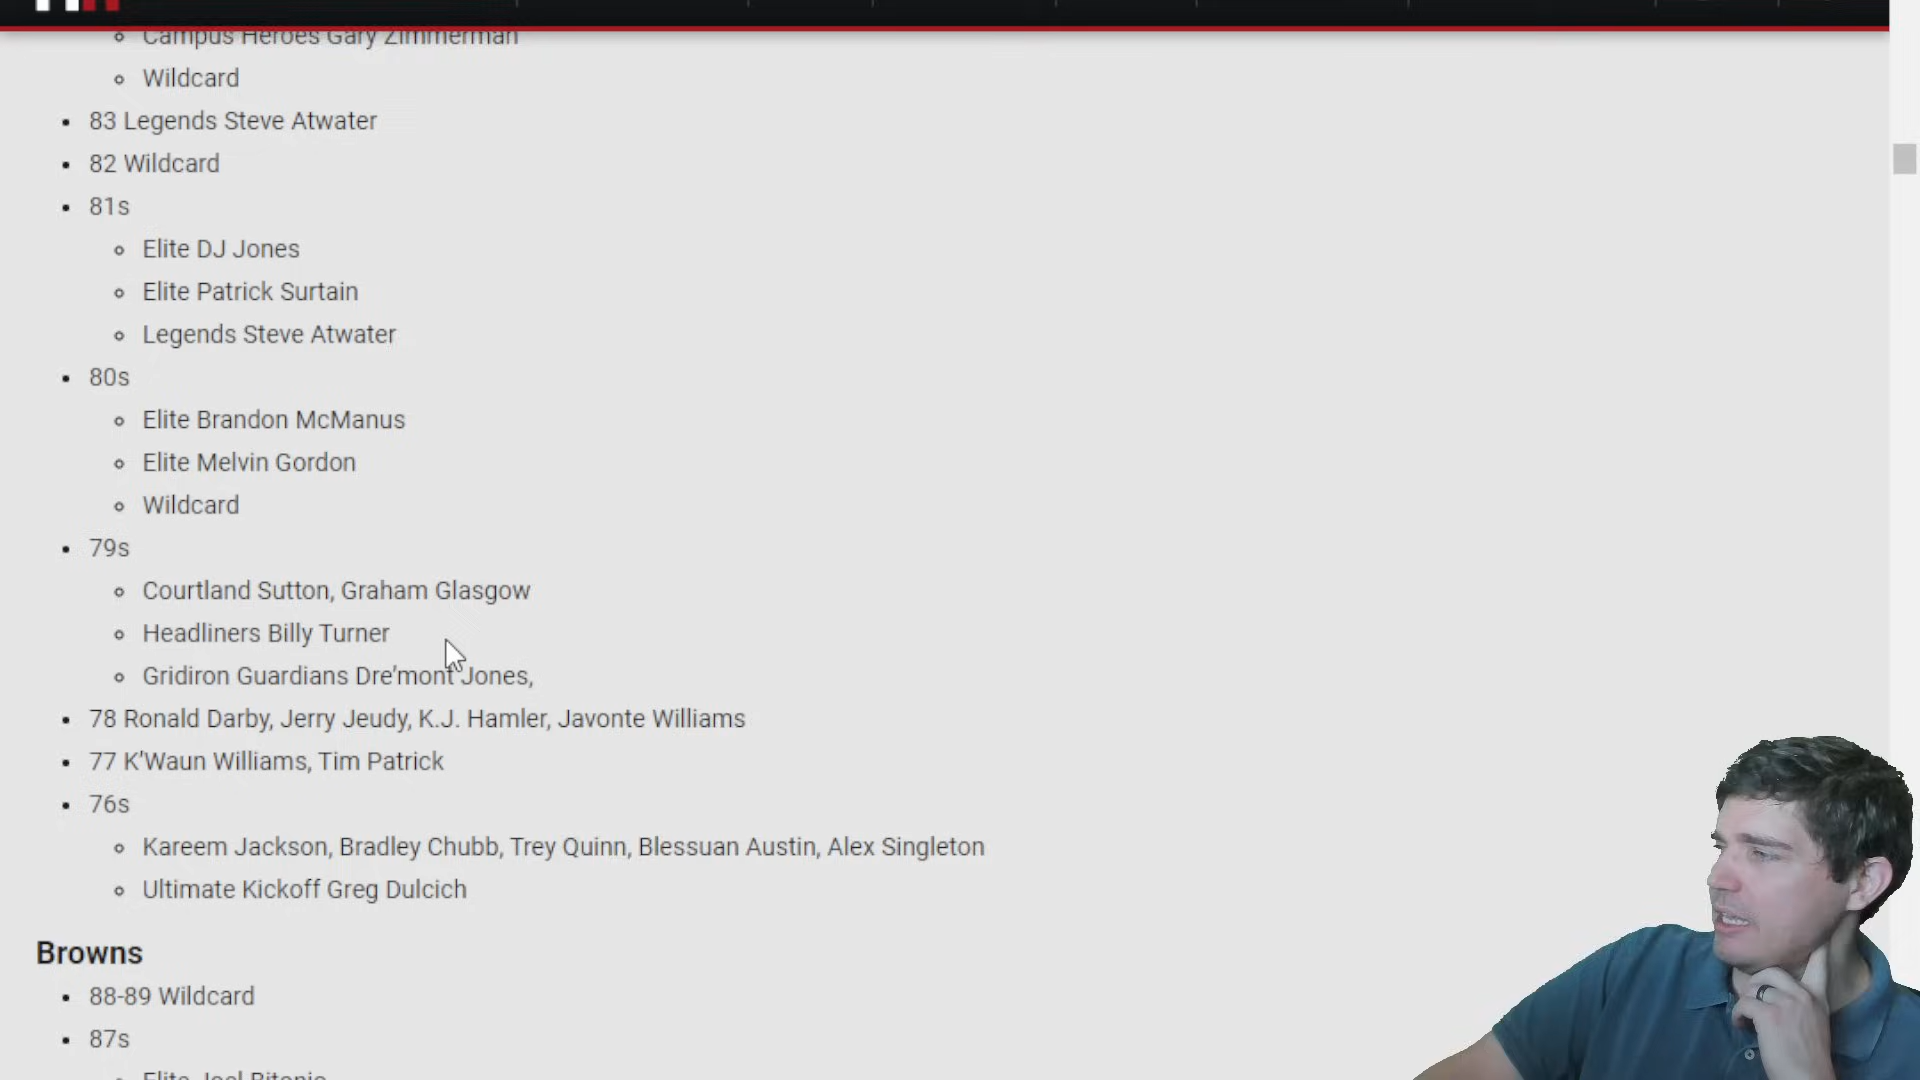 Campus Heroes Gary Zimmerman
Wildcard
83 Legends Steve Atwater
82 Wildcard
81s
Elite DJ Jones
Elite Patrick Surtain
Legends Steve Atwater
80s
Elite Brandon McManus
Elite Melvin Gordon
Wildcard
79s
Courtland Sutton, Graham Glasgow
Headliners Billy Turner
Gridiron Guardians Dre'mont Jones,
78 Ronald Darby, Jerry Jeudy, K.J. Hamler, Javonte Williams
77 K'Waun Williams, Tim Patrick
76s
Kareem Jackson, Bradley Chubb, Trey Quinn, Blessuan Austin, Alex Singleton
Ultimate Kickoff Greg Dulcich
Browns
88-89 Wildcard
87s
Elite Joel Bitonio